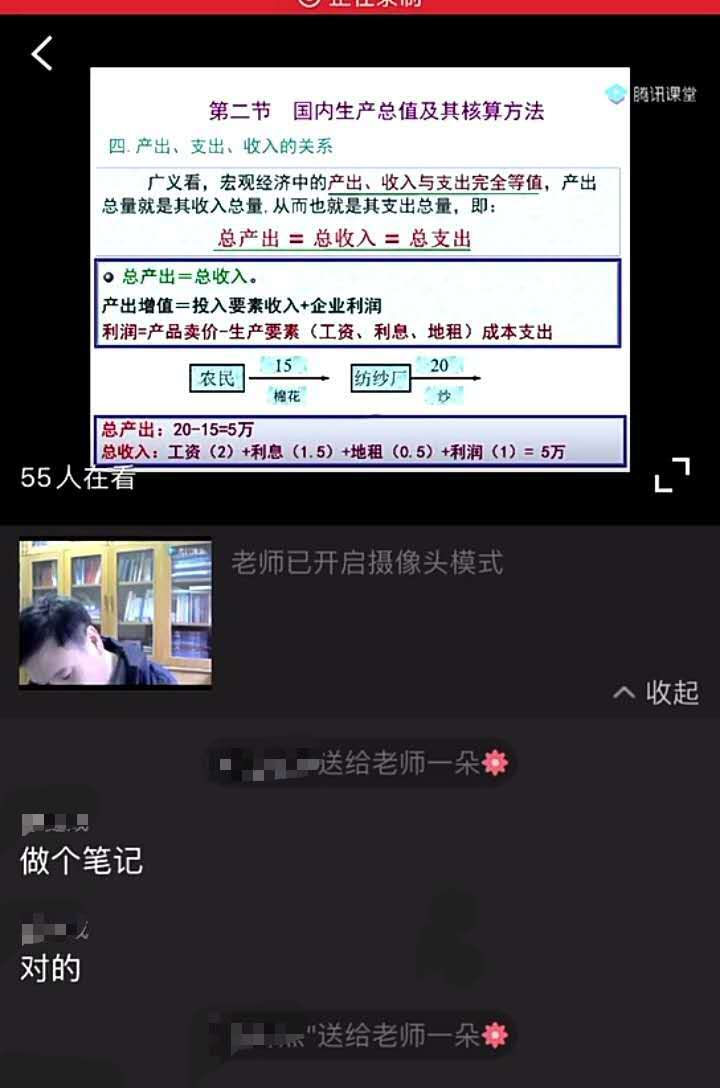 正在录制
腾讯课堂
第二节 国内生产总值及其核算方法
四.产出、支出、收入的关系
广义看，宏观经济中的产出、收入与支出完全等值，产出
总量就是其收入总量,从而也就是其支出总量，即：
总产出 = 总收入 = 总支出
总产出＝总收入。
产出增值＝投入要素收入+企业利润
利润=产品卖价-生产要素（工资、利息、地租）成本支出
农民 15 棉花 纺纱厂 20 纱
总产出：20-15=5万
总收入：工资（2）+利息（1.5）+地租（0.5）+利润（1）= 5万
55人在看
老师已开启摄像头模式
收起
送给老师一朵
做个笔记
对的
"送给老师一朵